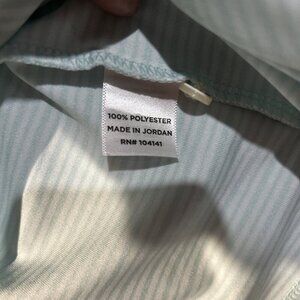 100% POLYESTER
MADE IN JORDAN
RN# 104141